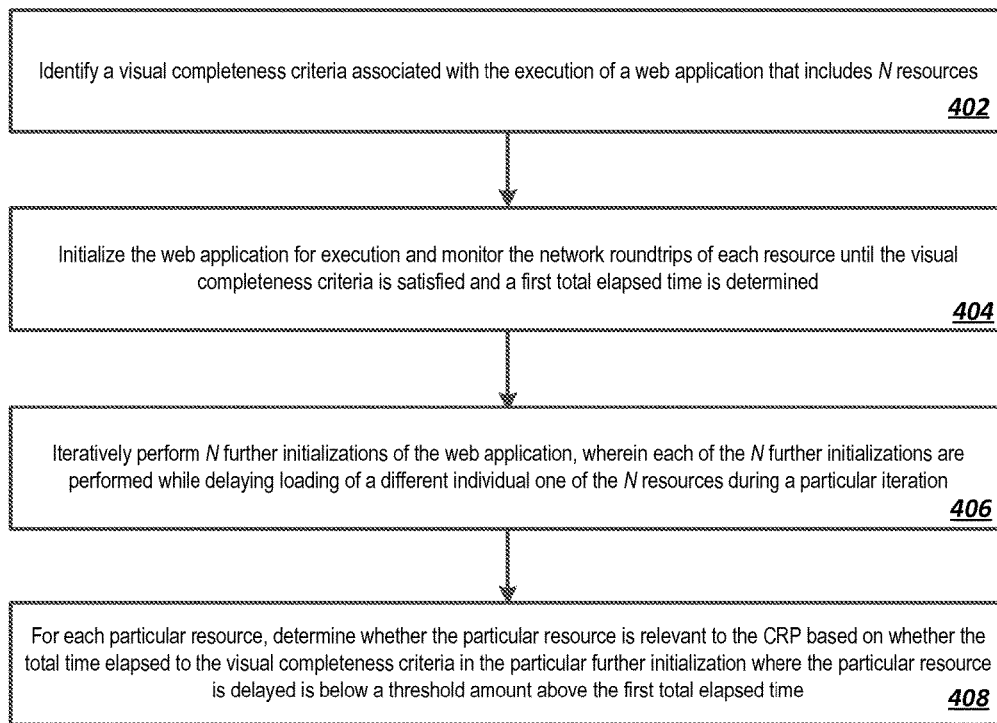 Identify a visual completeness criteria associated with the execution of a web application that includes N resources
402
Initialize the web application for execution and monitor the network roundtrips of each resource until the visual
completeness criteria is satisfied and a first total elapsed time is determined
404
Iteratively perform N further initializations of the web application, wherein each of the N further initializations are
performed while delaying loading of a different individual one of the N resources during a particular iteration
406
For each particular resource, determine whether the particular resource is relevant to the CRP based on whether the
total time elapsed to the visual completeness criteria in the particular further initialization where the particular resource
is delayed is below a threshold amount above the first total elapsed time
408